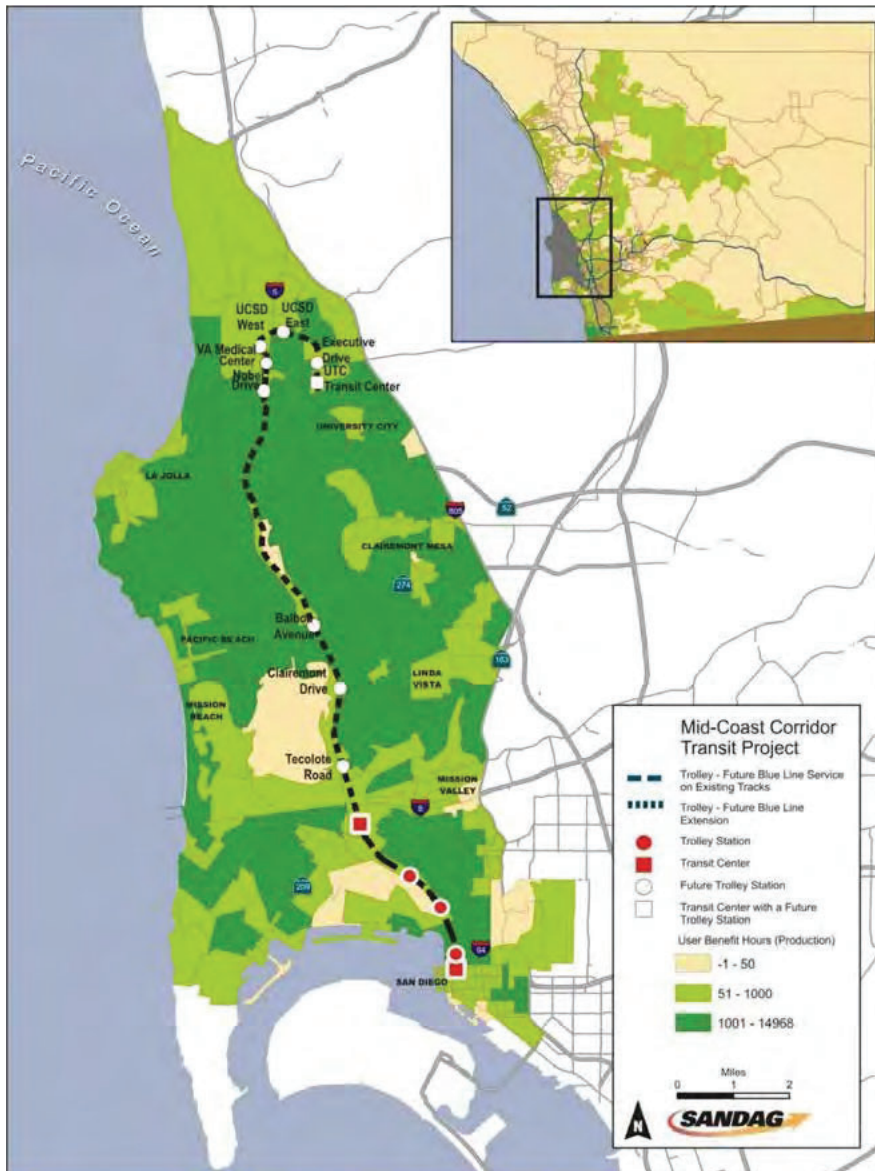 Pacific Ocean
5
UCSD
West
UCSD
East
VA Medical
Center
Nobel
Drive
Executive
Drive
UTC
Transit Center
UNIVERSITY CITY
LA JOLLA
805
52
CLAIREMONT MESA
274
Balboa
Avenue
PACIFIC BEACH
163
Clairemont
Drive
LINDA
VISTA
MISSION
BEACH
Tecolote
Road
MISSION
VALLEY
8
209
94
SAN DIEGO
Mid-Coast Corridor
Transit Project
Trolley - Future Blue Line Service
on Existing Tracks
Trolley - Future Blue Line
Extension
Trolley Station
Transit Center
Future Trolley Station
Transit Center with a Future
Trolley Station
User Benefit Hours (Production)
-1 - 50
51 - 1000
1001 - 14968
Miles
0 1 2
N
SANDAG